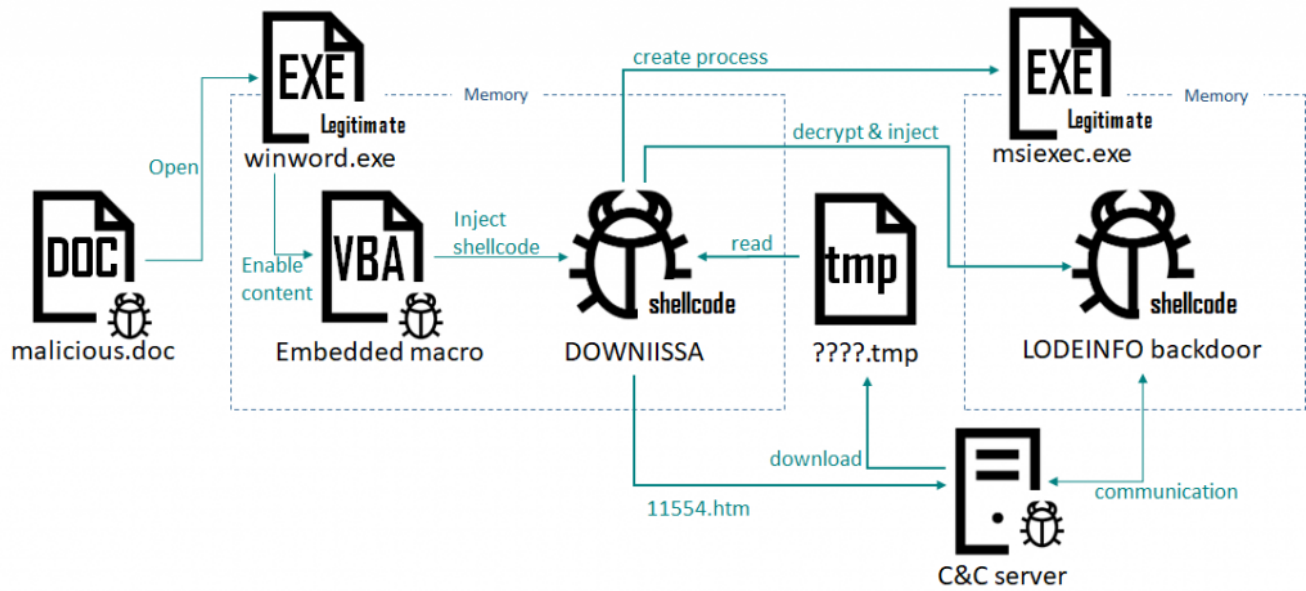 EXE
Legitimate
winword.exe
Memory
create process
EXE
Legitimate
msiexec.exe
Memory
decrypt & inject
Open
DOC
malicious.doc
Enable
content
VBA
Embedded macro
Inject
shellcode
shellcode
DOWNIISSA
read
tmp
????.tmp
shellcode
LODEINFO backdoor
download
11554.htm
communication
C&C server